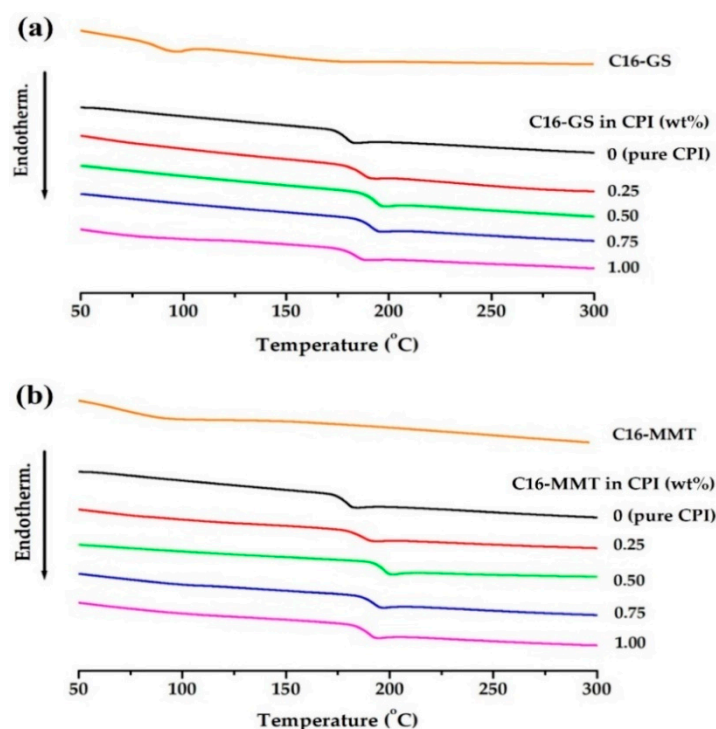 (a)
C16-GS
Endotherm.
C16-GS in CPI (wt%)
0 (pure CPI)
0.25
0.50
0.75
1.00
50 100 150 200 250 300
Temperature (°C)
(b)
C16-MMT
Endotherm.
C16-MMT in CPI (wt%)
0 (pure CPI)
0.25
0.50
0.75
1.00
50 100 150 200 250 300
Temperature (°C)